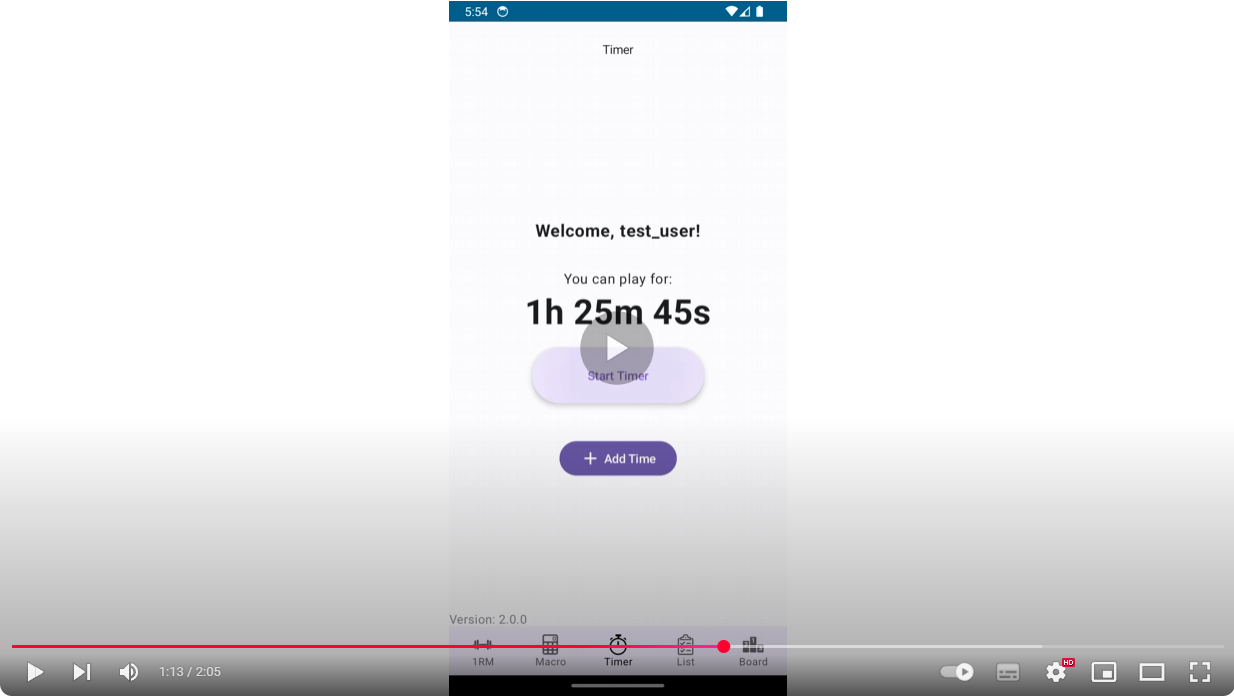 5:54
Timer
Welcome, test_user!
You can play for:
1h 25m 45s
Start Timer
+ Add Time
Version: 2.0.0
1RM Macro Timer List Board
1:13 / 2:05
HD